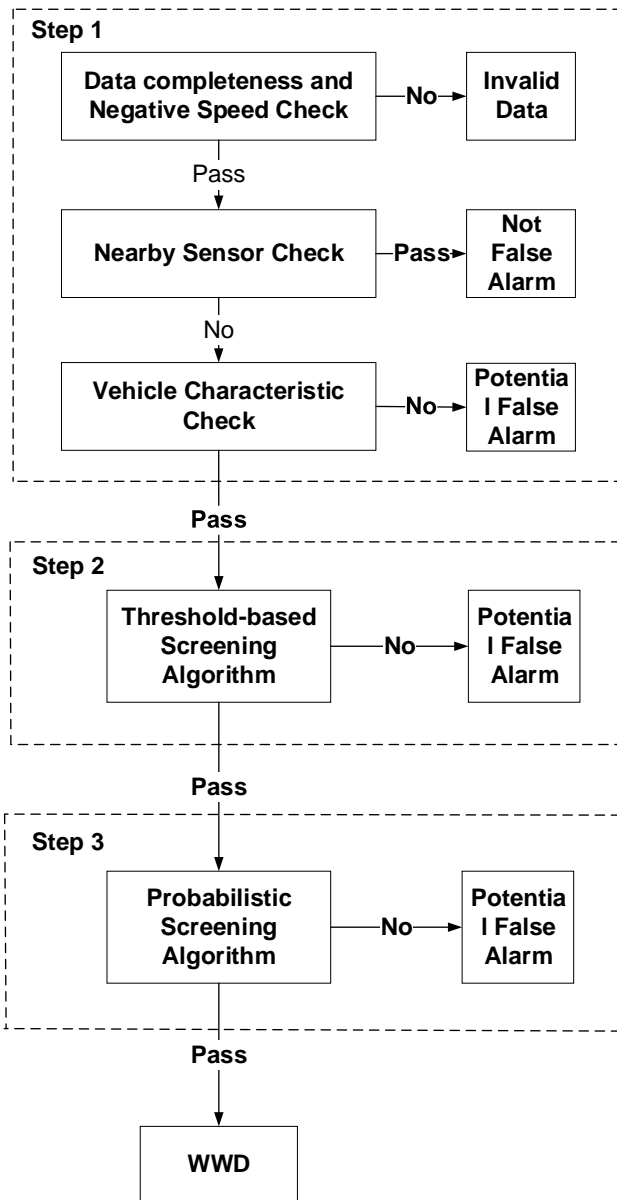 Step 1
Data completeness and
Negative Speed Check
No
Invalid
Data
Pass
Nearby Sensor Check
Pass
Not
False
Alarm
No
Vehicle Characteristic
Check
No
Potentia
l False
Alarm
Pass
Step 2
Threshold-based
Screening
Algorithm
No
Potentia
l False
Alarm
Pass
Step 3
Probabilistic
Screening
Algorithm
No
Potentia
l False
Alarm
Pass
WWD